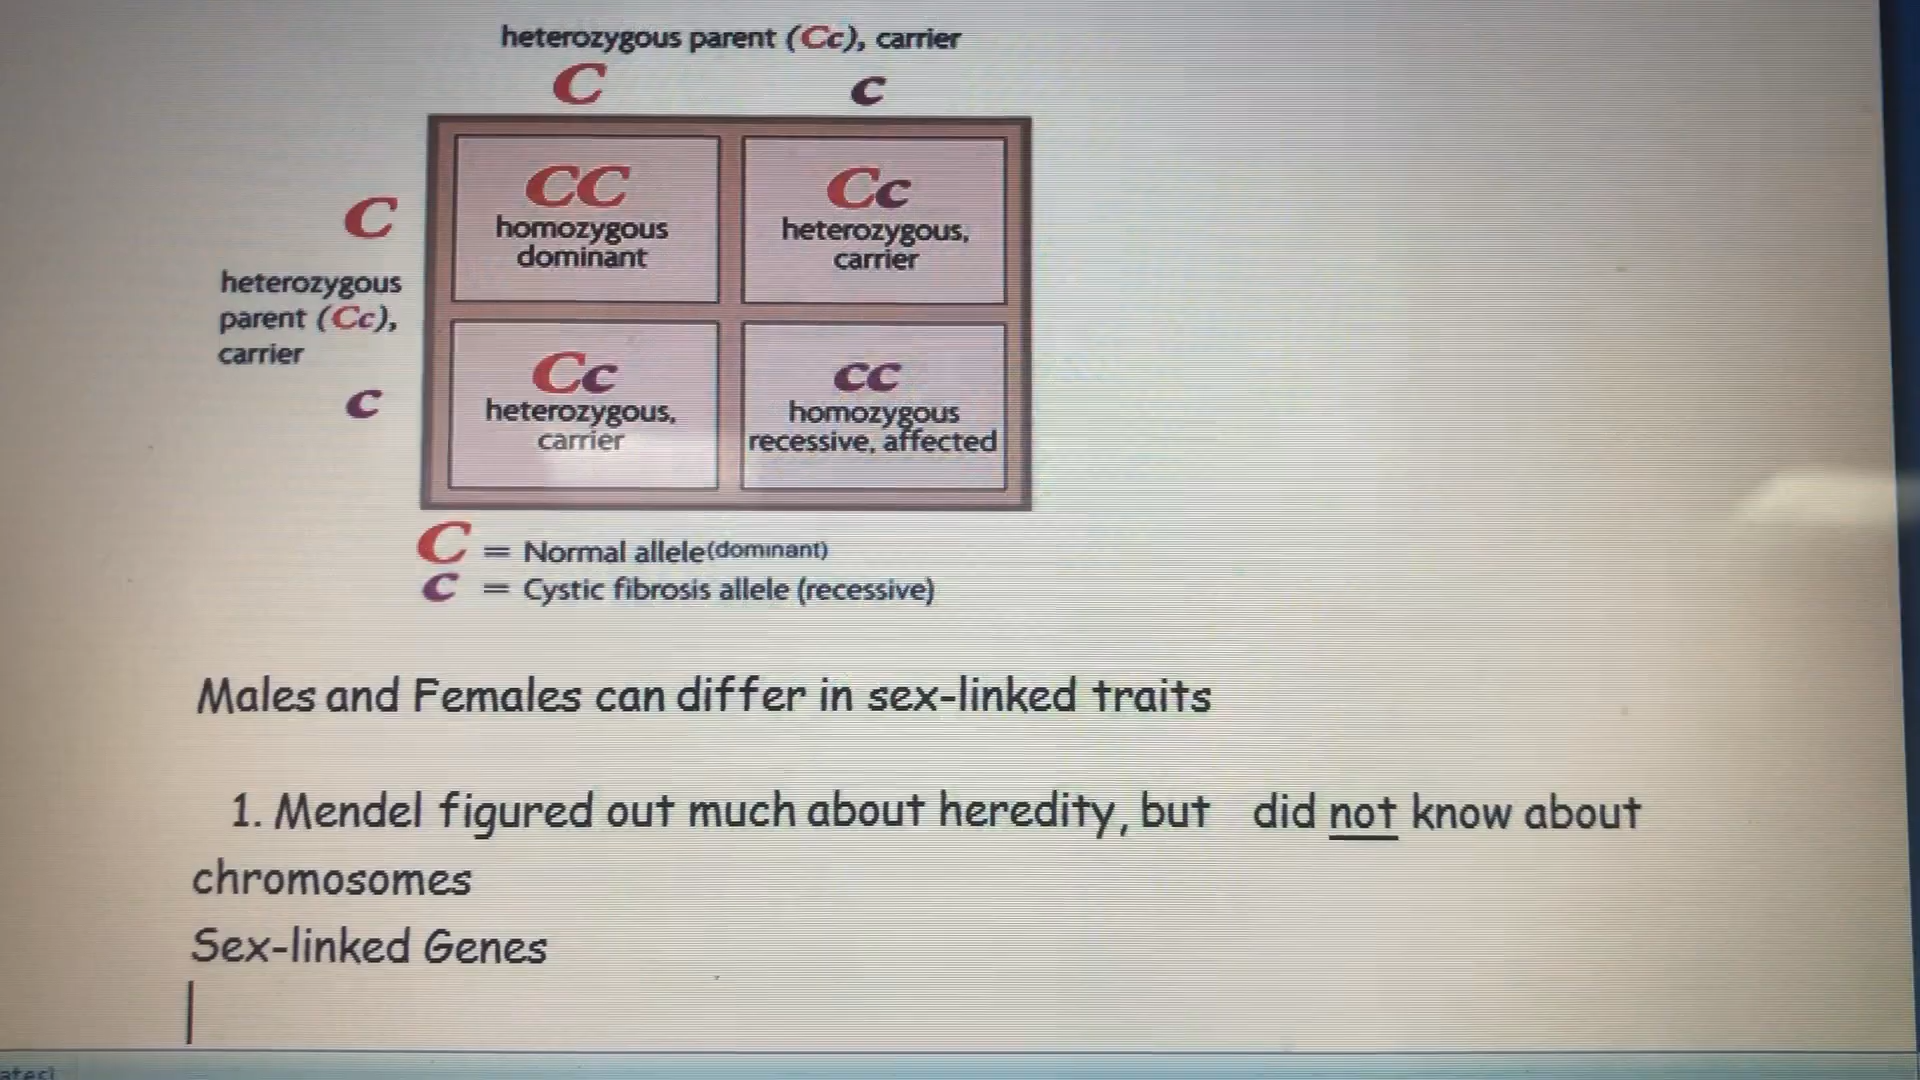 heterozygous parent (Cc), carrier
C c
C
heterozygous
parent (Cc),
carrier
c
CC
homozygous
dominant
Cc
heterozygous,
carrier
Cc
heterozygous,
carrier
cc
homozygous
recessive, affected
C = Normal allele(dominant)
c = Cystic fibrosis allele (recessive)
Males and Females can differ in sex-linked traits
1. Mendel figured out much about heredity, but did not know about
chromosomes
Sex-linked Genes